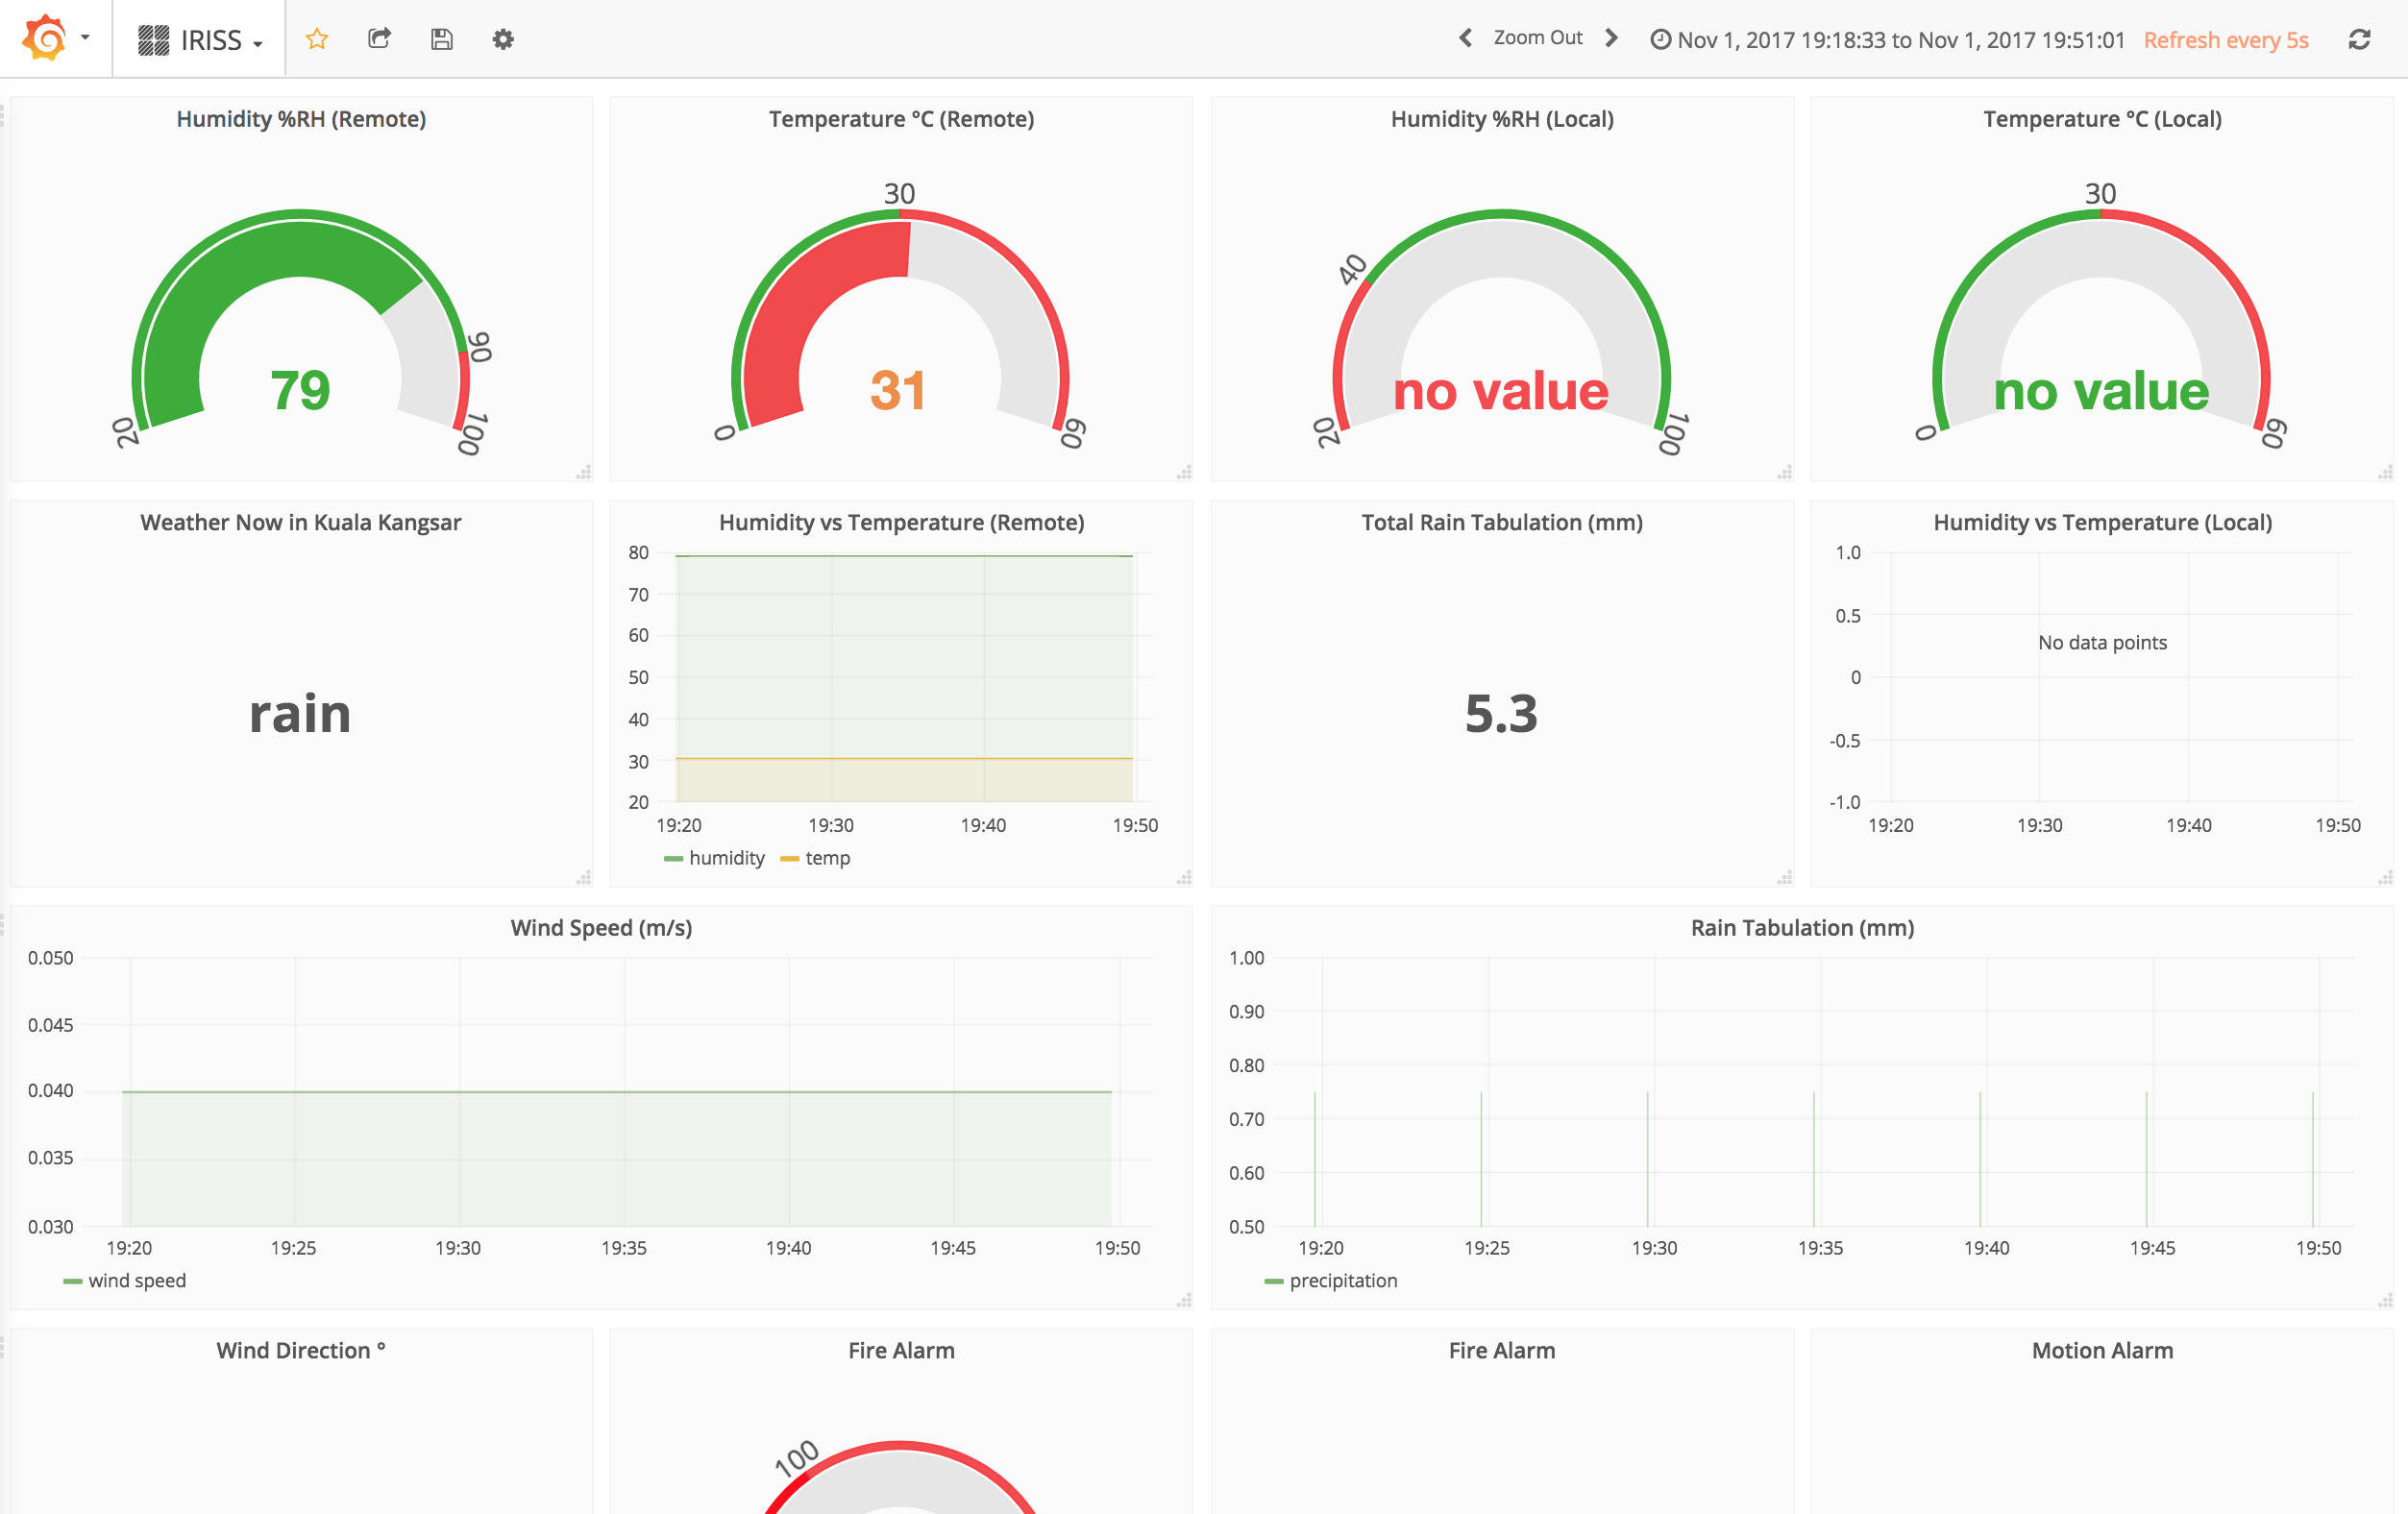 IRISS
Zoom Out
Nov 1, 2017 19:18:33 to Nov 1, 2017 19:51:01
Refresh every 5s
Humidity %RH (Remote)
20
90
100
79
Temperature °C (Remote)
0
30
60
31
Humidity %RH (Local)
20
40
100
no value
Temperature °C (Local)
0
30
60
no value
Weather Now in Kuala Kangsar
rain
Humidity vs Temperature (Remote)
80
70
60
50
40
30
20
19:20 19:30 19:40 19:50
humidity temp
Total Rain Tabulation (mm)
5.3
Humidity vs Temperature (Local)
1.0
0.5
0
-0.5
-1.0
No data points
19:20 19:30 19:40 19:50
Wind Speed (m/s)
0.050
0.045
0.040
0.035
0.030
19:20 19:25 19:30 19:35 19:40 19:45 19:50
wind speed
Rain Tabulation (mm)
1.00
0.90
0.80
0.70
0.60
0.50
19:20 19:25 19:30 19:35 19:40 19:45 19:50
precipitation
Wind Direction °
Fire Alarm
100
Fire Alarm
Motion Alarm